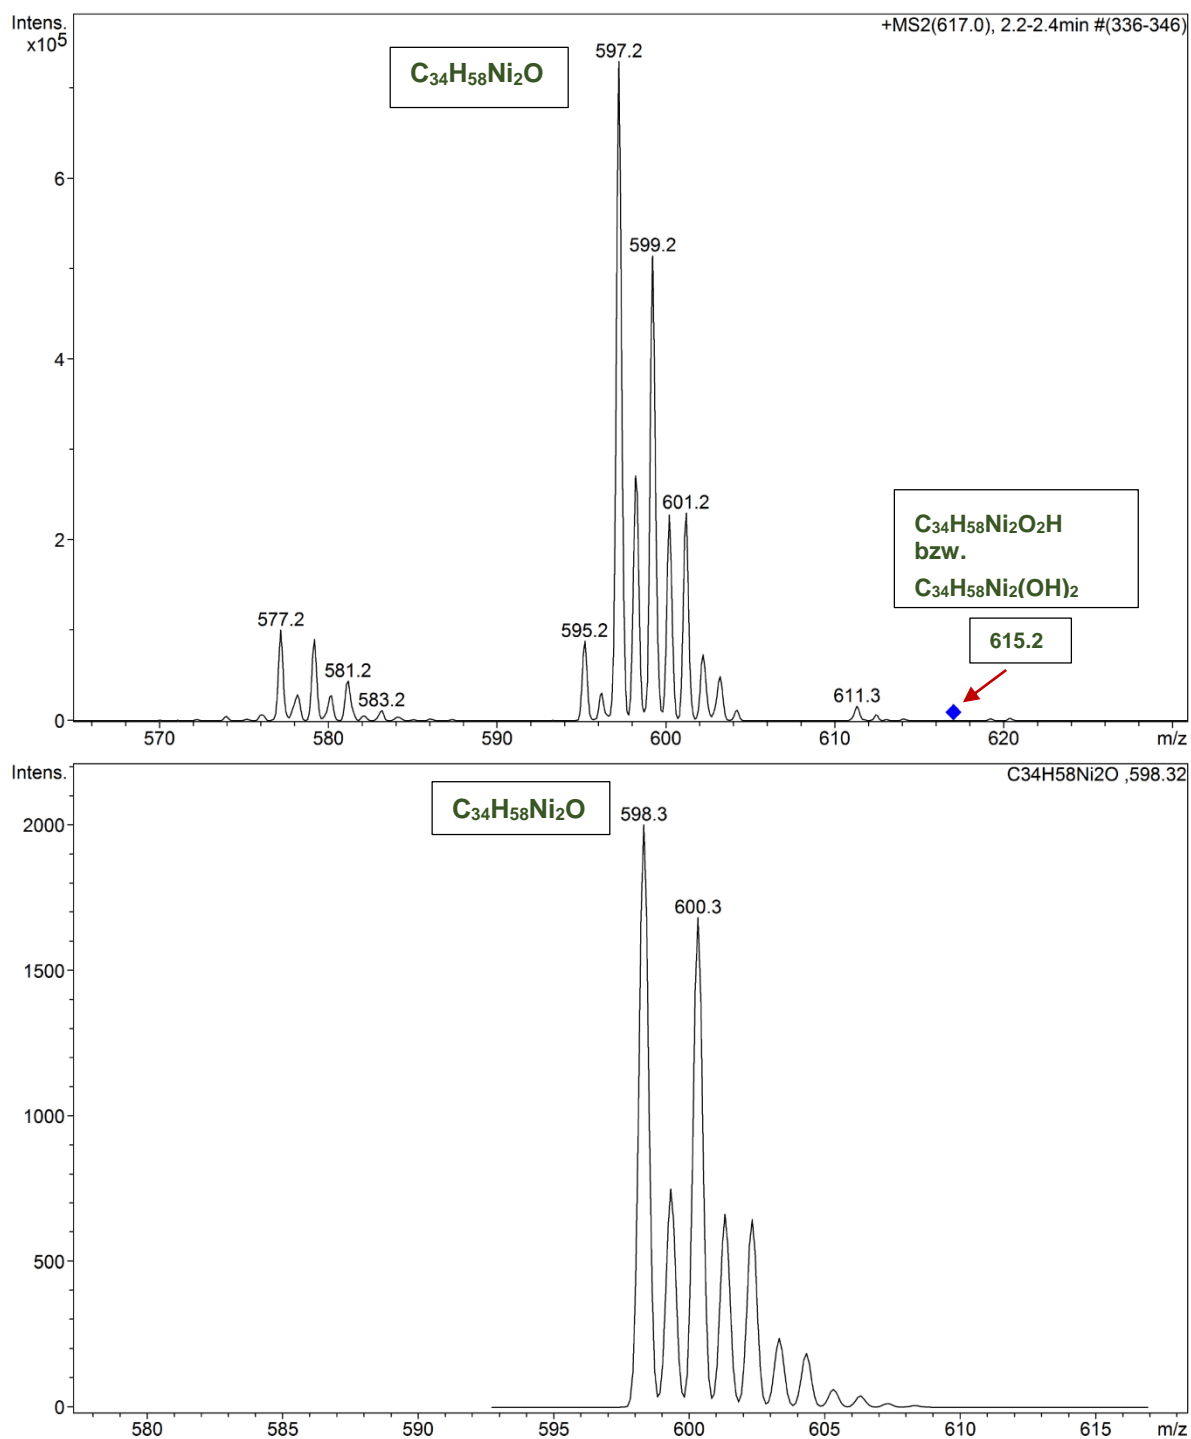 Intens.
x10⁵
+MS2(617.0), 2.2-2.4min #(336-346)
C₃₄H₅₈Ni₂O
597.2
6
599.2
4
601.2
C₃₄H₅₈Ni₂O₂H
bzw.
C₃₄H₅₈Ni₂(OH)₂
2
577.2
595.2
615.2
581.2
583.2
611.3
0
570 580 590 600 610 620 m/z
Intens.
C34H58Ni2O ,598.32
C₃₄H₅₈Ni₂O
598.3
2000
600.3
1500
1000
500
0
580 585 590 595 600 605 610 615 m/z